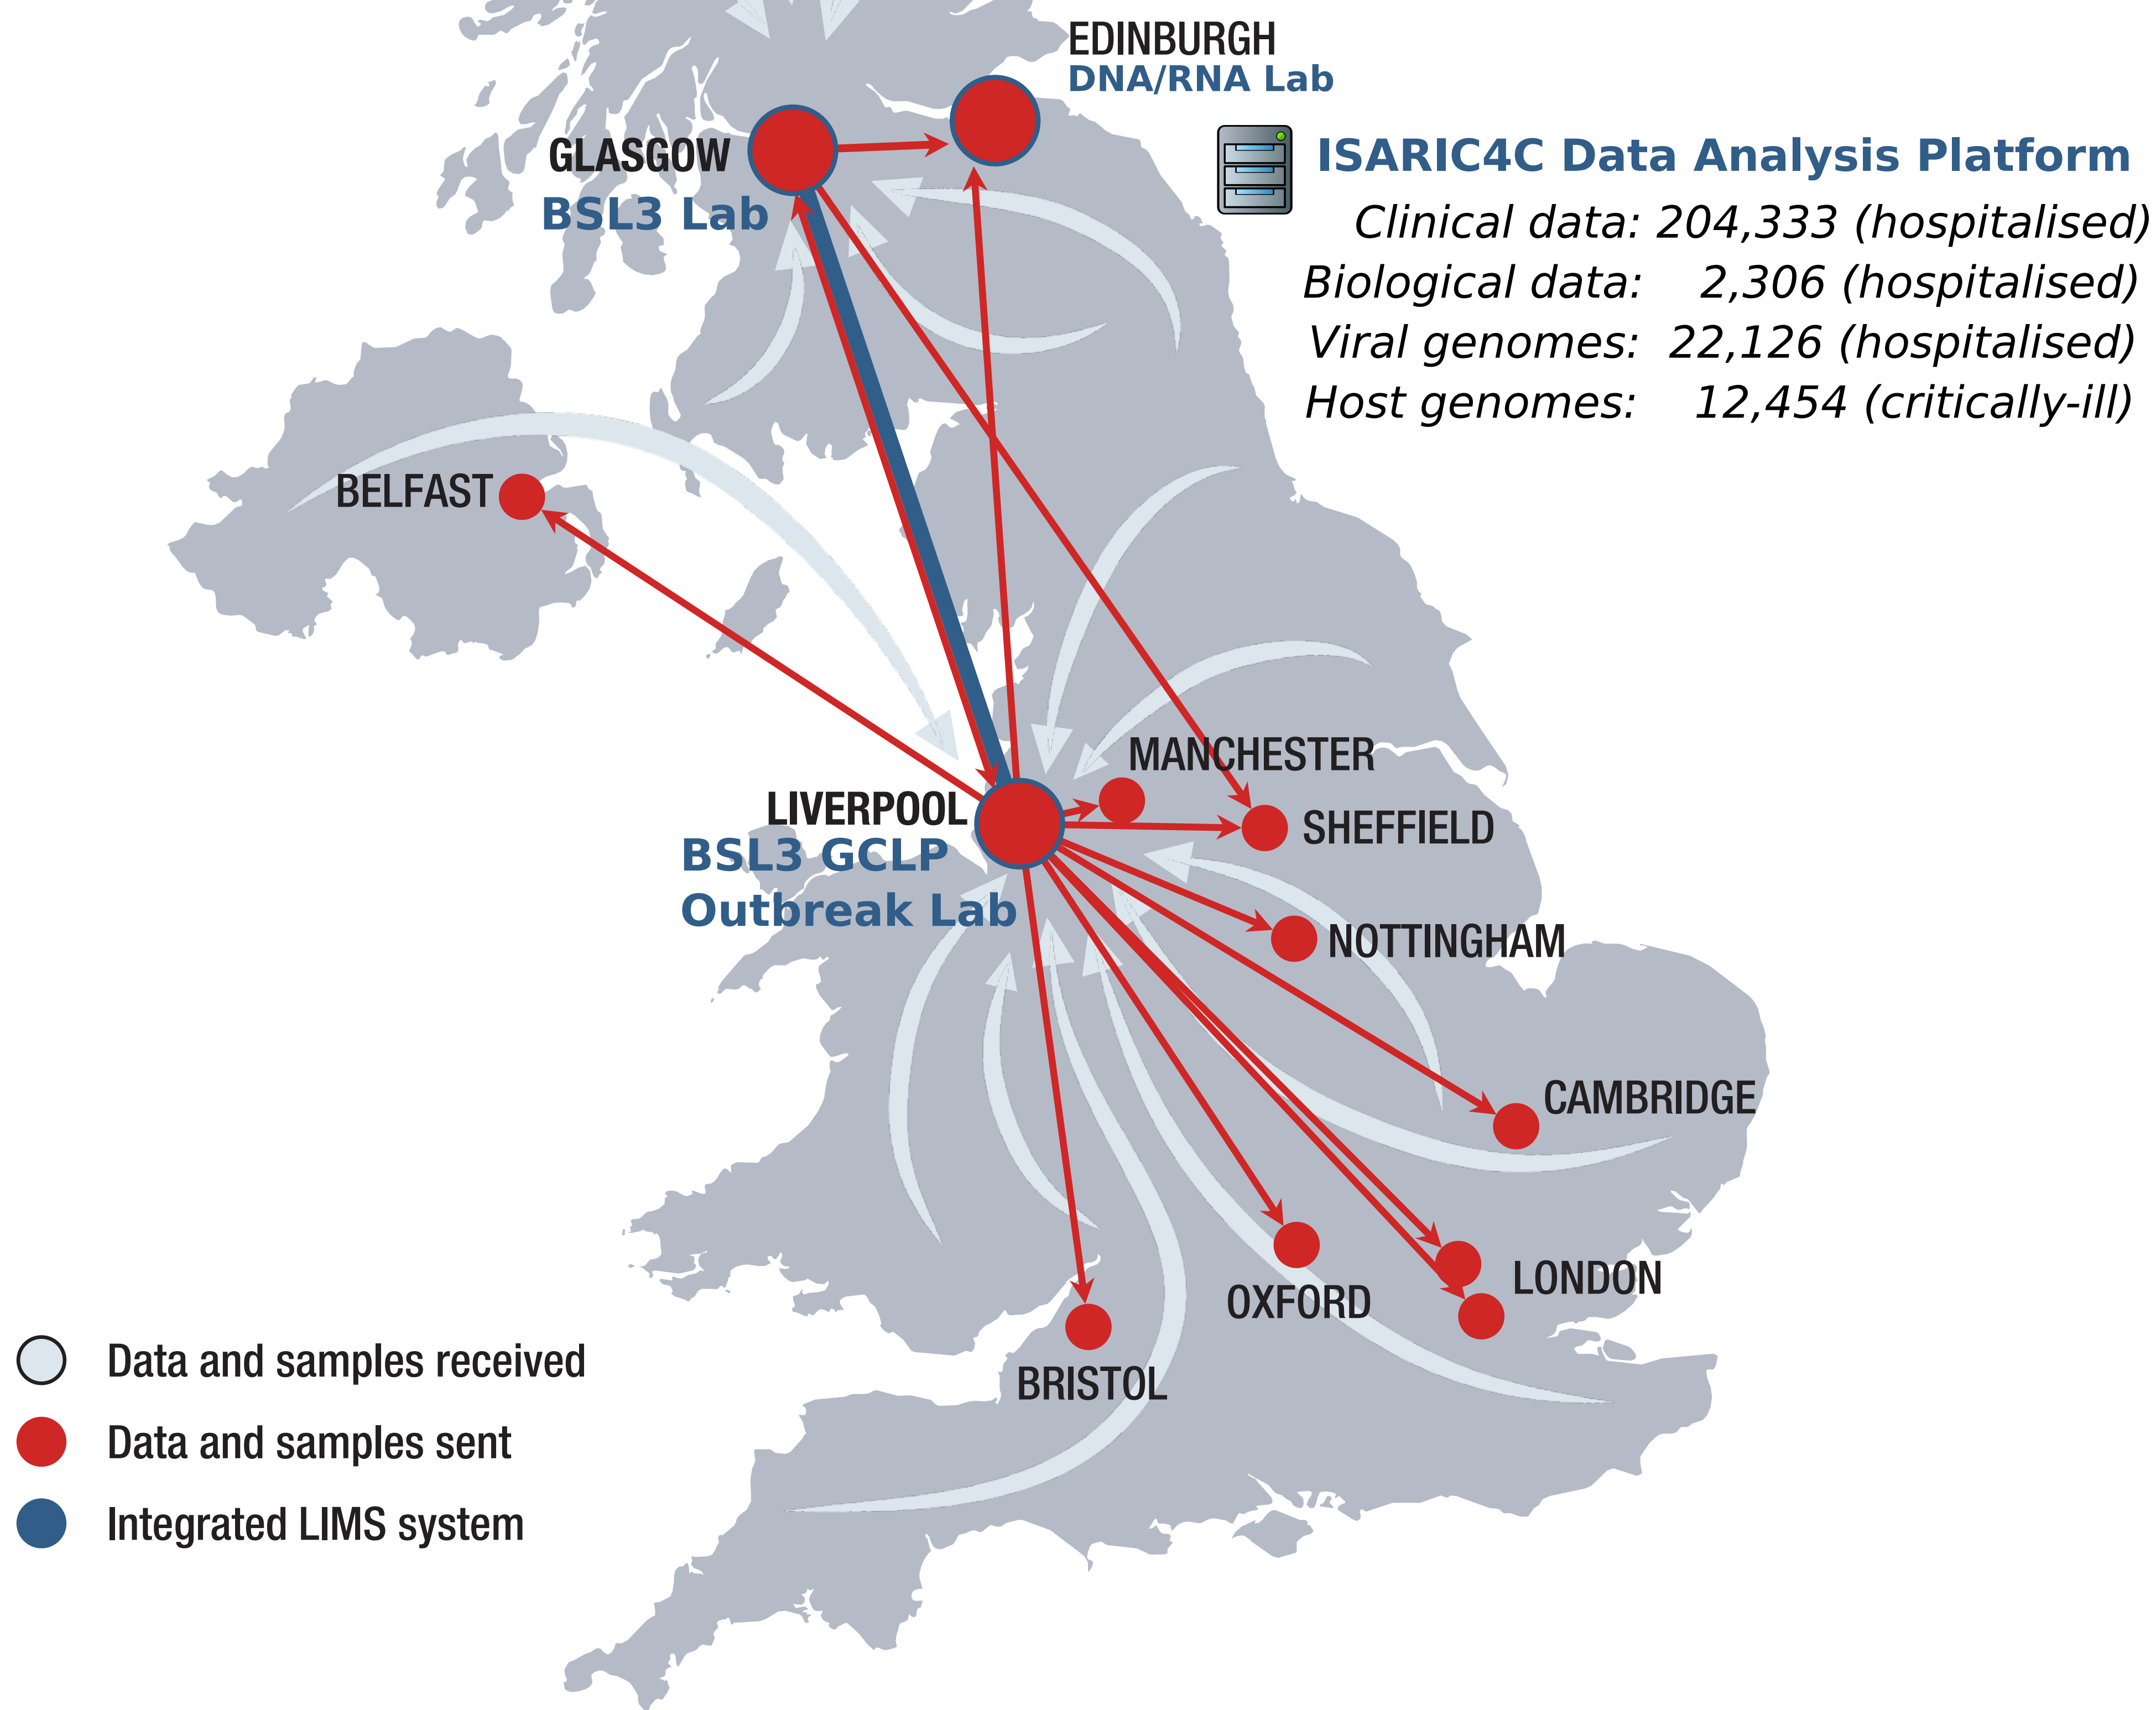 EDINBURGH
DNA/RNA Lab
GLASGOW
BSL3 Lab
ISARIC4C Data Analysis Platform
Clinical data: 204,333 (hospitalised)
Biological data: 2,306 (hospitalised)
Viral genomes: 22,126 (hospitalised)
Host genomes: 12,454 (critically-ill)
BELFAST
MANCHESTER
LIVERPOOL
BSL3 GCLP
Outbreak Lab
SHEFFIELD
NOTTINGHAM
CAMBRIDGE
LONDON
OXFORD
BRISTOL
Data and samples received
Data and samples sent
Integrated LIMS system